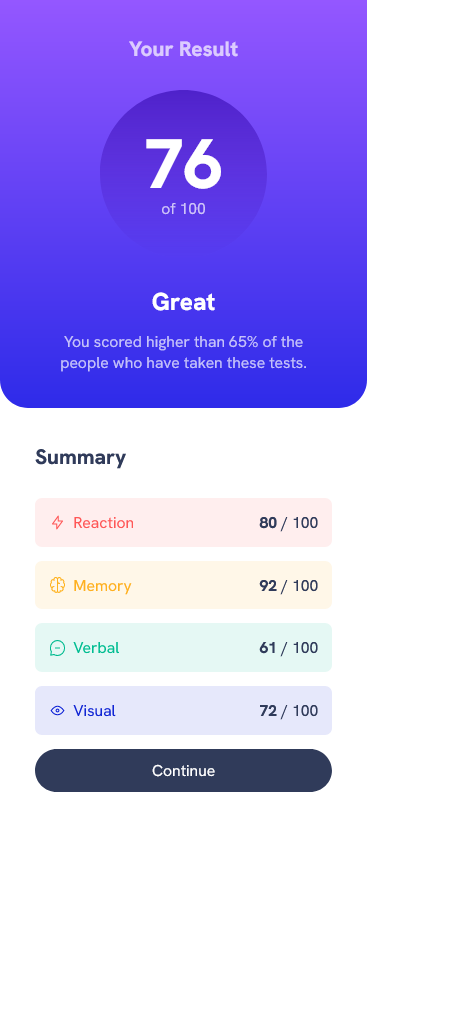 Your Result
76
of 100
Great
You scored higher than 65% of the
people who have taken these tests.
Summary
Reaction 80 / 100
Memory 92 / 100
Verbal 61 / 100
Visual 72 / 100
Continue